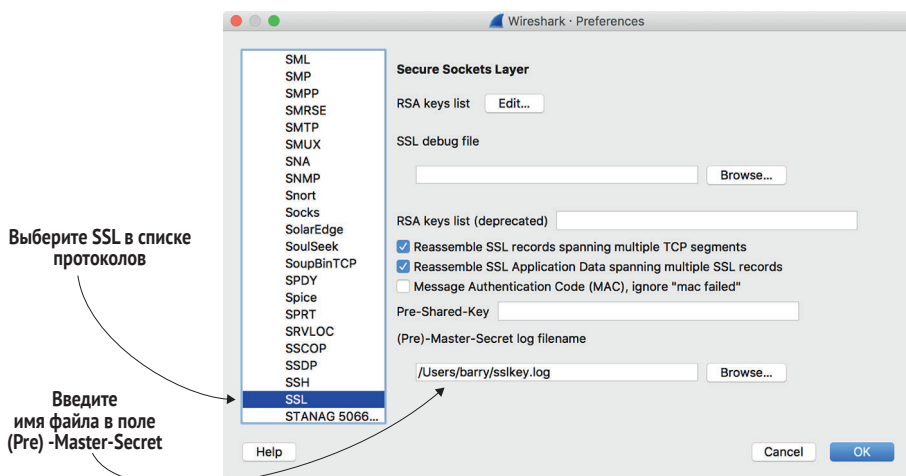 Wireshark · Preferences
SML
SMP
SMPP
SMRSE
SMTP
SMUX
SNA
SNMP
Snort
Socks
SolarEdge
SoulSeek
SoupBinTCP
SPDY
Spice
SPRT
SRVLOC
SSCOP
SSDP
SSH
SSL
STANAG 5066...
Secure Sockets Layer
RSA keys list Edit...
SSL debug file
Browse...
RSA keys list (deprecated)
Reassemble SSL records spanning multiple TCP segments
Reassemble SSL Application Data spanning multiple SSL records
Message Authentication Code (MAC), ignore "mac failed"
Pre-Shared-Key
(Pre)-Master-Secret log filename
/Users/barry/sslkey.log Browse...
Help Cancel OK
Выберите SSL в списке
протоколов
Введите
имя файла в поле
(Pre) -Master-Secret